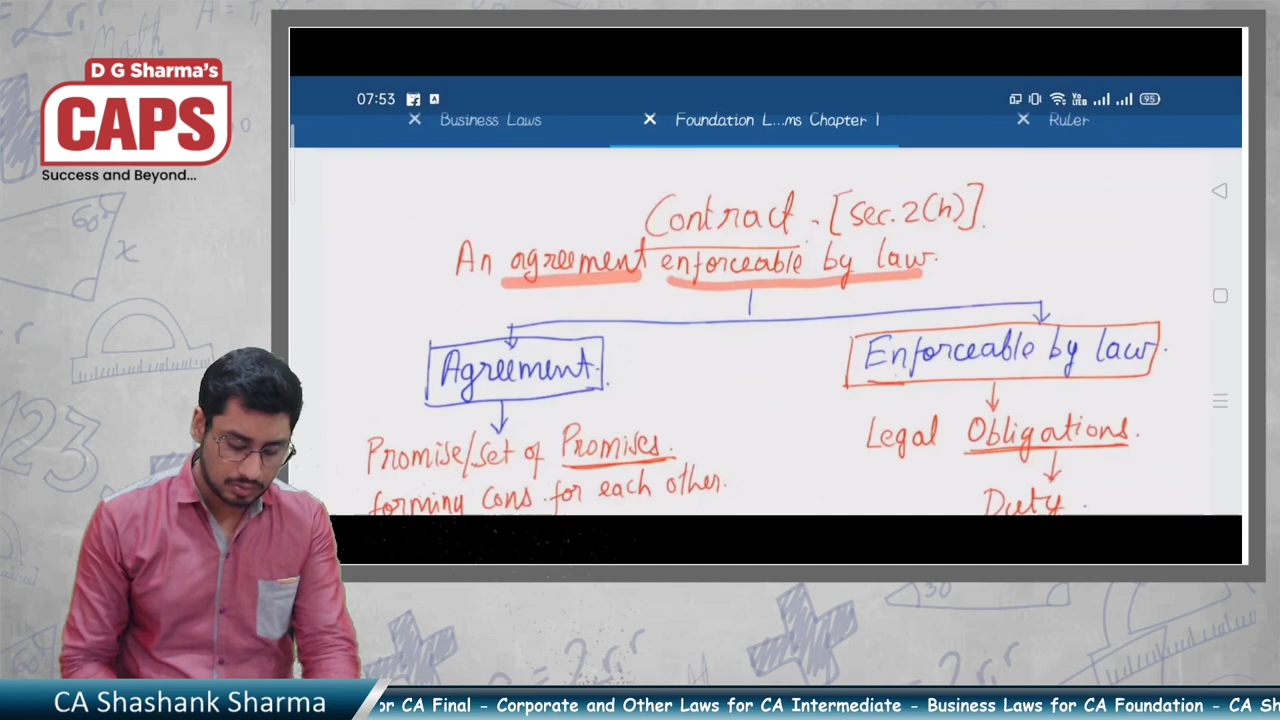 D G Sharma's
CAPS
Success and Beyond...
07:53
95
Business Laws
Foundation L...ms Chapter 1
Ruler
Contract - [Sec. 2(h)].
An agreement enforceable by law.
Agreement.
Enforceable by law.
Promise/set of Promises.
forming cons. for each other.
Legal Obligations.
Duty.
CA Shashank Sharma
or CA Final - Corporate and Other Laws for CA Intermediate - Business Laws for CA Foundation - CA Sh